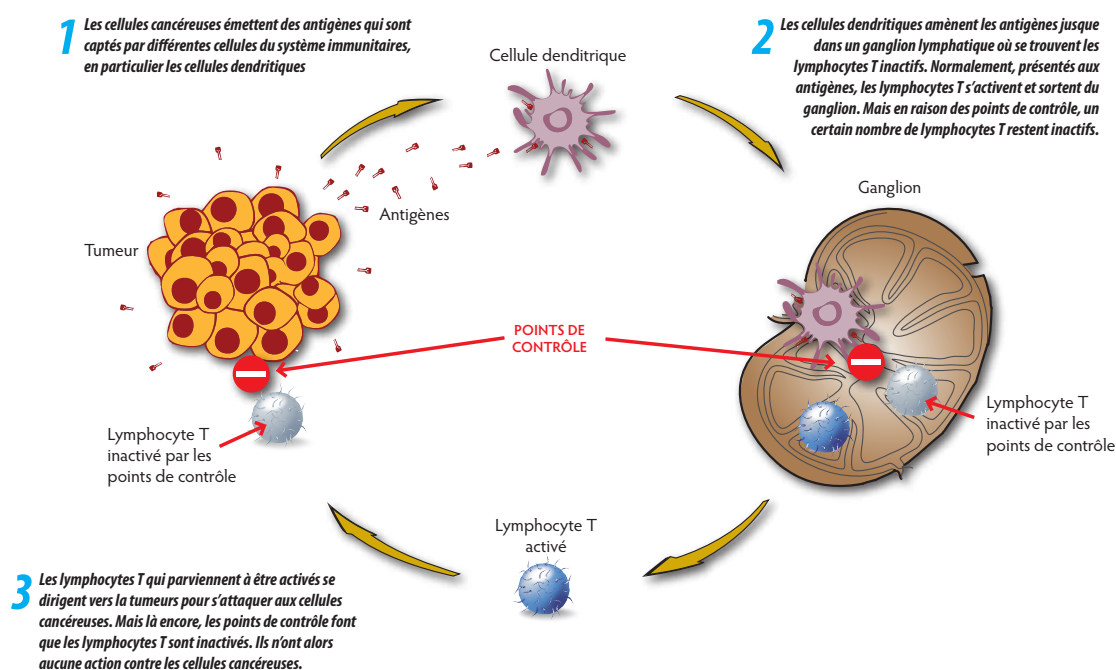 1
Les cellules cancéreuses émettent des antigènes qui sont
captés par différentes cellules du système immunitaires,
en particulier les cellules dendritiques
Cellule denditrique
2
Les cellules dendritiques amènent les antigènes jusque
dans un ganglion lymphatique où se trouvent les
lymphocytes T inactifs. Normalement, présentés aux
antigènes, les lymphocytes T s'activent et sortent du
ganglion. Mais en raison des points de contrôle, un
certain nombre de lymphocytes T restent inactifs.
Antigènes
Ganglion
Tumeur
POINTS DE
CONTRÔLE
Lymphocyte T
inactivé par les
points de contrôle
Lymphocyte T
inactivé par les
points de contrôle
Lymphocyte T
activé
3
Les lymphocytes T qui parviennent à être activés se
dirigent vers la tumeurs pour s'attaquer aux cellules
cancéreuses. Mais là encore, les points de contrôle font
que les lymphocytes T sont inactivés. Ils n'ont alors
aucune action contre les cellules cancéreuses.